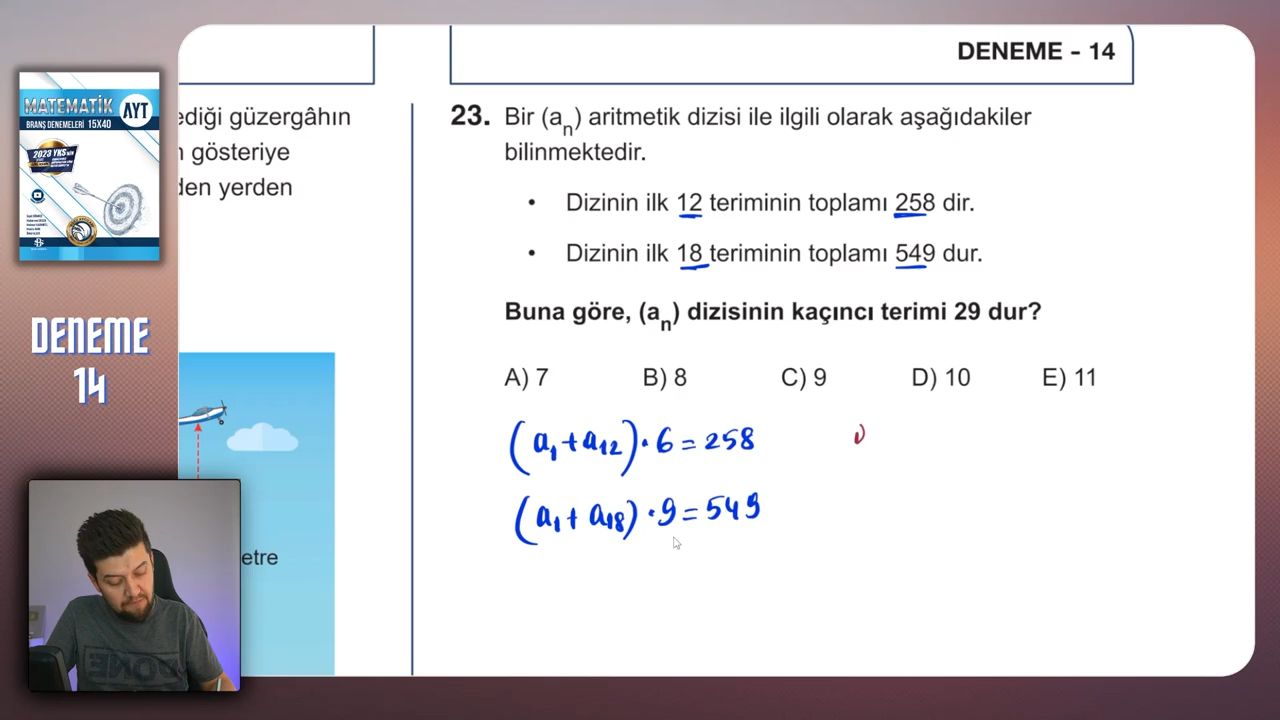 DENEME - 14
MATEMATİK AYT
BRANŞ DENEMELERİ 15X40
ediği güzergâhın
gösteriye
den yerden
etre
DENEME
14
23. Bir (an) aritmetik dizisi ile ilgili olarak aşağıdakiler
bilinmektedir.
• Dizinin ilk 12 teriminin toplamı 258 dir.
• Dizinin ilk 18 teriminin toplamı 549 dur.
Buna göre, (an) dizisinin kaçıncı terimi 29 dur?
A) 7 B) 8 C) 9 D) 10 E) 11
(a1 + a12) · 6 = 258
(a1 + a18) · 9 = 549